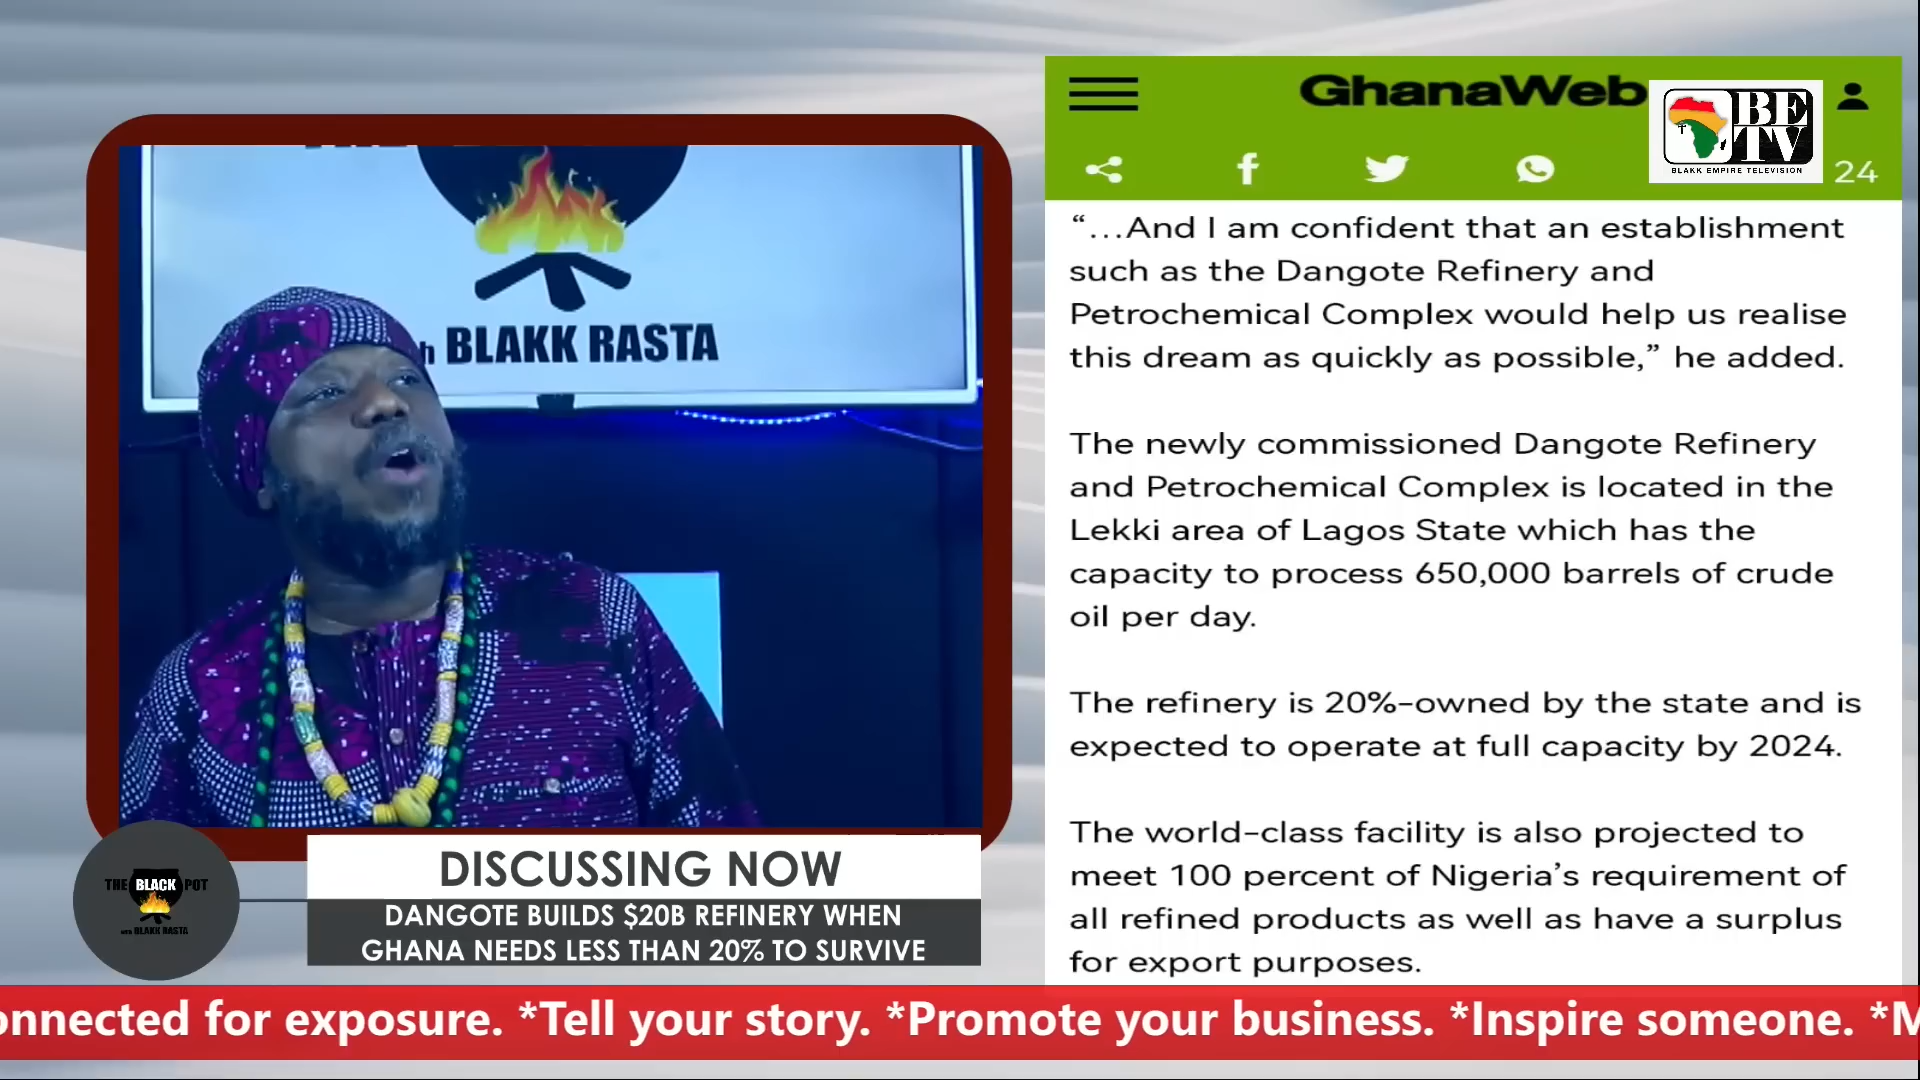 BLAKK RASTA
GhanaWeb
BE
TV
BLAKK EMPIRE TELEVISION
24
“...And I am confident that an establishment
such as the Dangote Refinery and
Petrochemical Complex would help us realise
this dream as quickly as possible,” he added.
The newly commissioned Dangote Refinery
and Petrochemical Complex is located in the
Lekki area of Lagos State which has the
capacity to process 650,000 barrels of crude
oil per day.
The refinery is 20%-owned by the state and is
expected to operate at full capacity by 2024.
The world-class facility is also projected to
meet 100 percent of Nigeria’s requirement of
all refined products as well as have a surplus
for export purposes.
THE BLACK POT
WITH BLAKK RASTA
DISCUSSING NOW
DANGOTE BUILDS $20B REFINERY WHEN
GHANA NEEDS LESS THAN 20% TO SURVIVE
onnected for exposure. *Tell your story. *Promote your business. *Inspire someone. *M